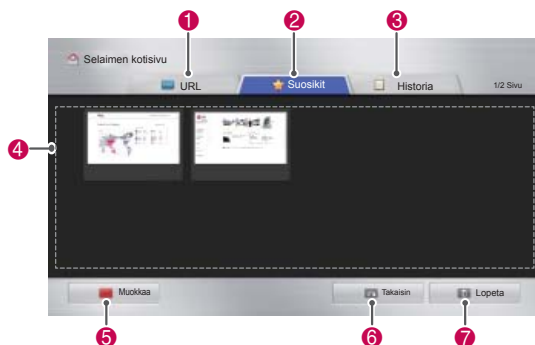 1 2 3
Selaimen kotisivu
URL Suosikit Historia 1/2 Sivu
4
Muokkaa Takaisin Lopeta
5 6 7